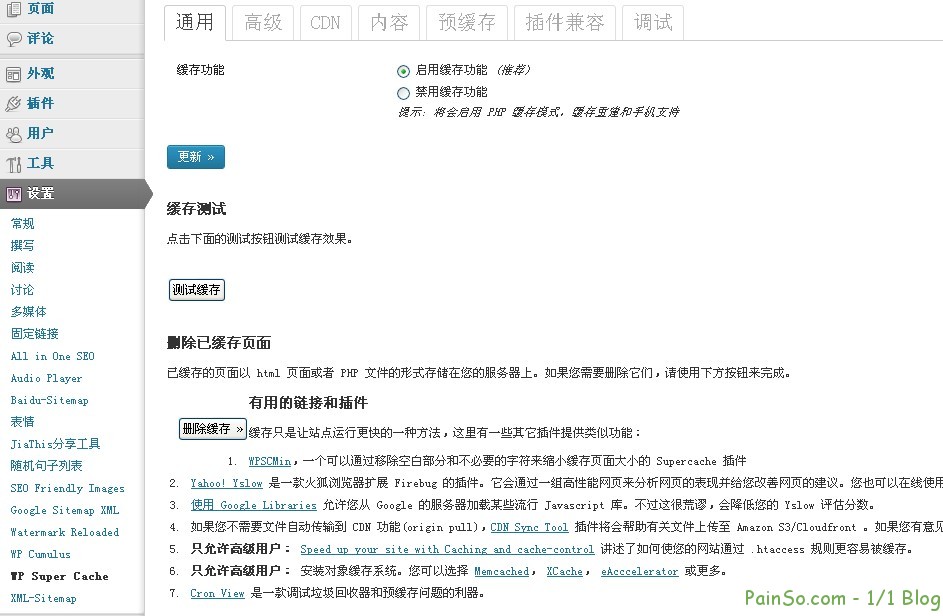 页面
评论
外观
插件
用户
工具
设置
常规
撰写
阅读
讨论
多媒体
固定链接
All in One SEO
Audio Player
Baidu-Sitemap
表情
JiaThis分享工具
随机句子列表
SEO Friendly Images
Google Sitemap XML
Watermark Reloaded
WP Cumulus
WP Super Cache
XML-Sitemap
通用 高级 CDN 内容 预缓存 插件兼容 调试
缓存功能
启用缓存功能 (推荐)
禁用缓存功能
提示: 将会启用 PHP 缓存模式，缓存重建和手机支持
更新 »
缓存测试
点击下面的测试按钮测试缓存效果。
测试缓存
删除已缓存页面
已缓存的页面以 html 页面或者 PHP 文件的形式存储在您的服务器上。如果您需要删除它们，请使用下方按钮来完成。
删除缓存 »
有用的链接和插件
缓存只是让站点运行更快的一种方法，这里有一些其它插件提供类似功能：
1. WPSCMin，一个可以通过移除空白部分和不必要的字符来缩小缓存页面大小的 Supercache 插件
2. Yahoo! Yslow 是一款火狐浏览器扩展 Firebug 的插件。它会通过一组高性能网页来分析网页的表现并给您改善网页的建议。您也可以在线使用
3. 使用 Google Libraries 允许您从 Google 的服务器加载某些流行 Javascript 库。不过这很荒谬，会降低您的 Yslow 评估分数。
4. 如果您不需要文件自动传输到 CDN 功能(origin pull)，CDN Sync Tool 插件将会帮助有关文件上传至 Amazon S3/Cloudfront 。如果您有意见
5. 只允许高级用户： Speed up your site with Caching and cache-control 讲述了如何使您的网站通过 .htaccess 规则更容易被缓存。
6. 只允许高级用户： 安装对象缓存系统。您可以选择 Memcached， XCache， eAcccelerator 或更多。
7. Cron View 是一款调试垃圾回收器和预缓存问题的利器。
PainSo.com - 1/1 Blog